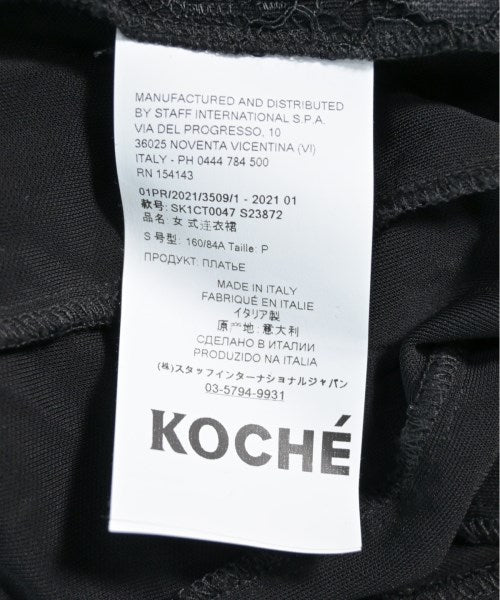 MANUFACTURED AND DISTRIBUTED
BY STAFF INTERNATIONAL S.P.A.
VIA DEL PROGRESSO, 10
36025 NOVENTA VICENTINA (VI)
ITALY - PH 0444 784 500
RN 154143
01PR/2021/3509/1 - 2021 01
款号: SK1CT0047 S23872
品名 女式连衣裙
S 号型: 160/84A Taille: P
ПРОДУКТ: ПЛАТЬЕ
MADE IN ITALY
FABRIQUÉ EN ITALIE
イタリア製
原产地: 意大利
СДЕЛАНО В ИТАЛИИ
PRODUZIDO NA ITALIA
(株)スタッフインターナショナルジャパン
03-5794-9931
KOCHÉ